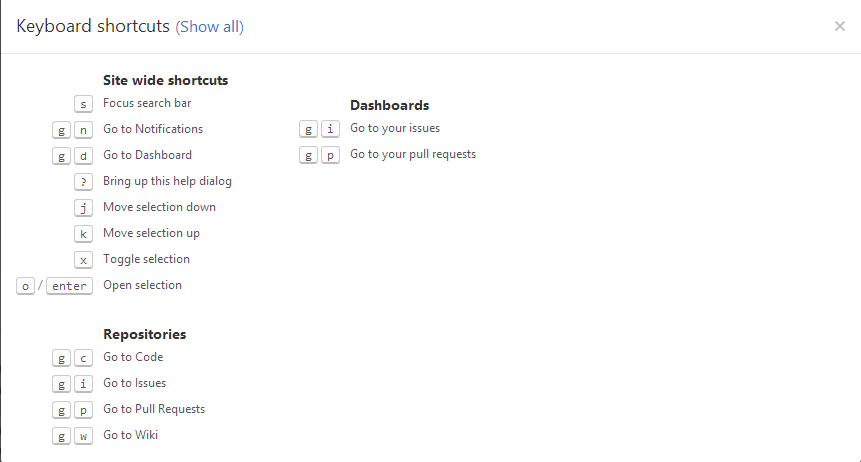 Keyboard shortcuts (Show all) ×
Site wide shortcuts
s Focus search bar
g n Go to Notifications
g d Go to Dashboard
? Bring up this help dialog
j Move selection down
k Move selection up
x Toggle selection
o / enter Open selection
Repositories
g c Go to Code
g i Go to Issues
g p Go to Pull Requests
g w Go to Wiki
Dashboards
g i Go to your issues
g p Go to your pull requests